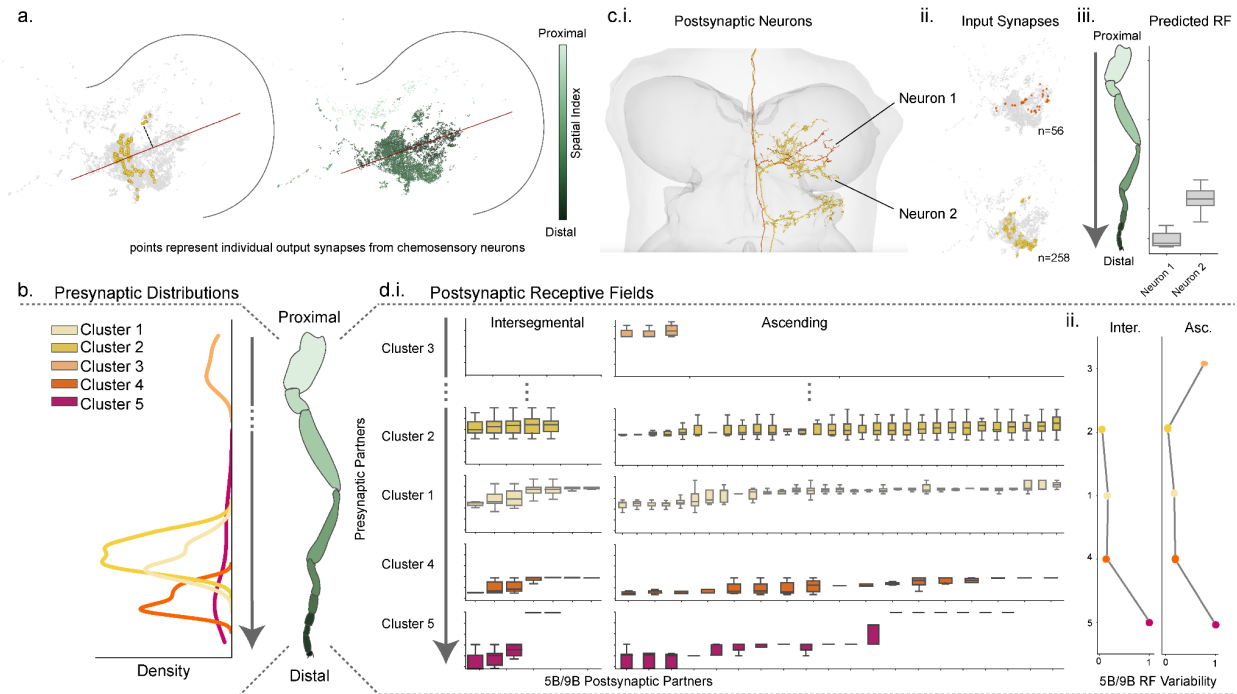 a.
Proximal
Spatial Index
Distal
points represent individual output synapses from chemosensory neurons
c.i.
Postsynaptic Neurons
Neuron 1
Neuron 2
ii.
Input Synapses
n=56
n=258
iii.
Predicted RF
Proximal
Distal
Neuron 1
Neuron 2
b.
Presynaptic Distributions
Cluster 1
Cluster 2
Cluster 3
Cluster 4
Cluster 5
Density
Proximal
Distal
d.i.
Postsynaptic Receptive Fields
Presynaptic Partners
Intersegmental
Ascending
Cluster 3
Cluster 2
Cluster 1
Cluster 4
Cluster 5
5B/9B Postsynaptic Partners
ii.
Inter.
Asc.
3
2
1
4
5
0
1
0
1
5B/9B RF Variability